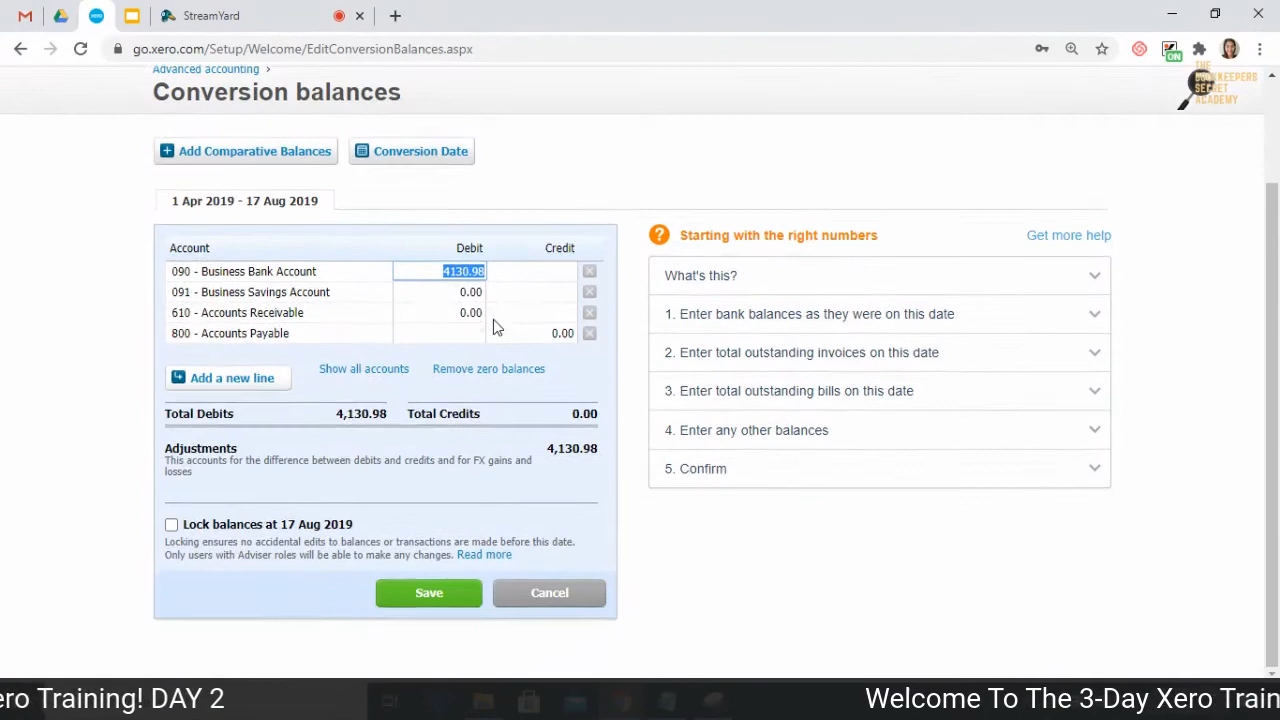 StreamYard
go.xero.com/Setup/Welcome/EditConversionBalances.aspx
ON
THE
BOOKKEEPERS
SECRET
ACADEMY
Advanced accounting ›
Conversion balances
Add Comparative Balances
Conversion Date
1 Apr 2019 - 17 Aug 2019
Account Debit Credit
090 - Business Bank Account 4130.98
091 - Business Savings Account 0.00
610 - Accounts Receivable 0.00
800 - Accounts Payable 0.00
Add a new line Show all accounts Remove zero balances
Total Debits 4,130.98 Total Credits 0.00
Adjustments 4,130.98
This accounts for the difference between debits and credits and for FX gains and
losses
Lock balances at 17 Aug 2019
Locking ensures no accidental edits to balances or transactions are made before this date.
Only users with Adviser roles will be able to make any changes. Read more
Save Cancel
? Starting with the right numbers Get more help
What's this?
1. Enter bank balances as they were on this date
2. Enter total outstanding invoices on this date
3. Enter total outstanding bills on this date
4. Enter any other balances
5. Confirm
ero Training! DAY 2 Welcome To The 3-Day Xero Train